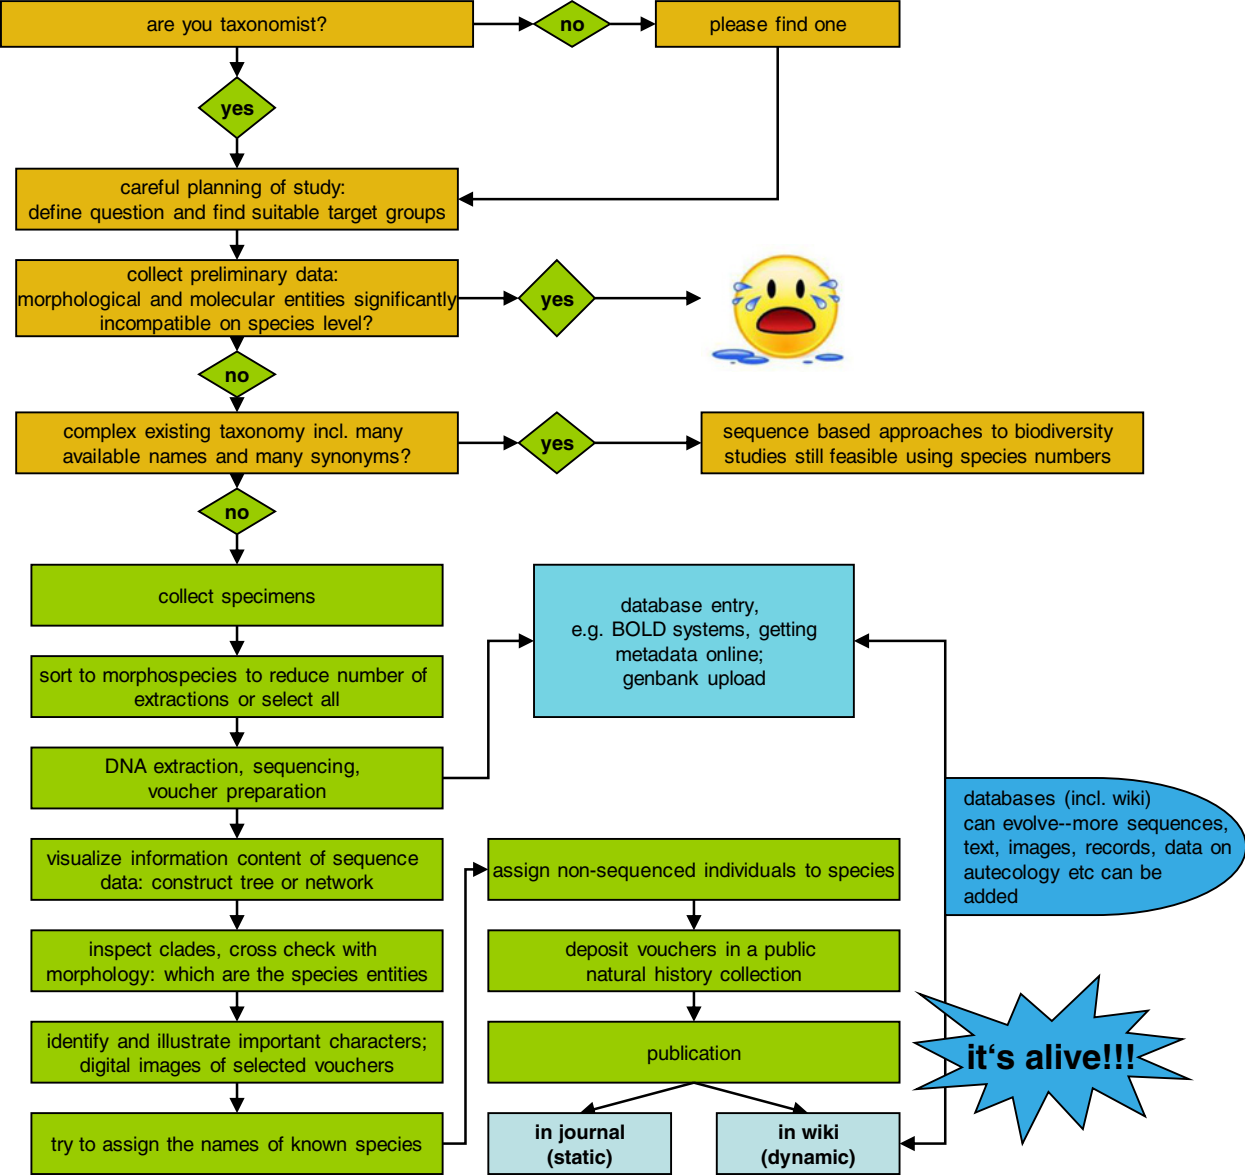 are you taxonomist?
no
please find one
yes
careful planning of study:
define question and find suitable target groups
collect preliminary data:
morphological and molecular entities significantly
incompatible on species level?
yes
no
complex existing taxonomy incl. many
available names and many synonyms?
yes
sequence based approaches to biodiversity
studies still feasible using species numbers
no
collect specimens
database entry,
e.g. BOLD systems, getting
metadata online;
genbank upload
sort to morphospecies to reduce number of
extractions or select all
DNA extraction, sequencing,
voucher preparation
databases (incl. wiki)
can evolve--more sequences,
text, images, records, data on
autecology etc can be
added
visualize information content of sequence
data: construct tree or network
assign non-sequenced individuals to species
inspect clades, cross check with
morphology: which are the species entities
deposit vouchers in a public
natural history collection
identify and illustrate important characters;
digital images of selected vouchers
publication
it‘s alive!!!
try to assign the names of known species
in journal
(static)
in wiki
(dynamic)